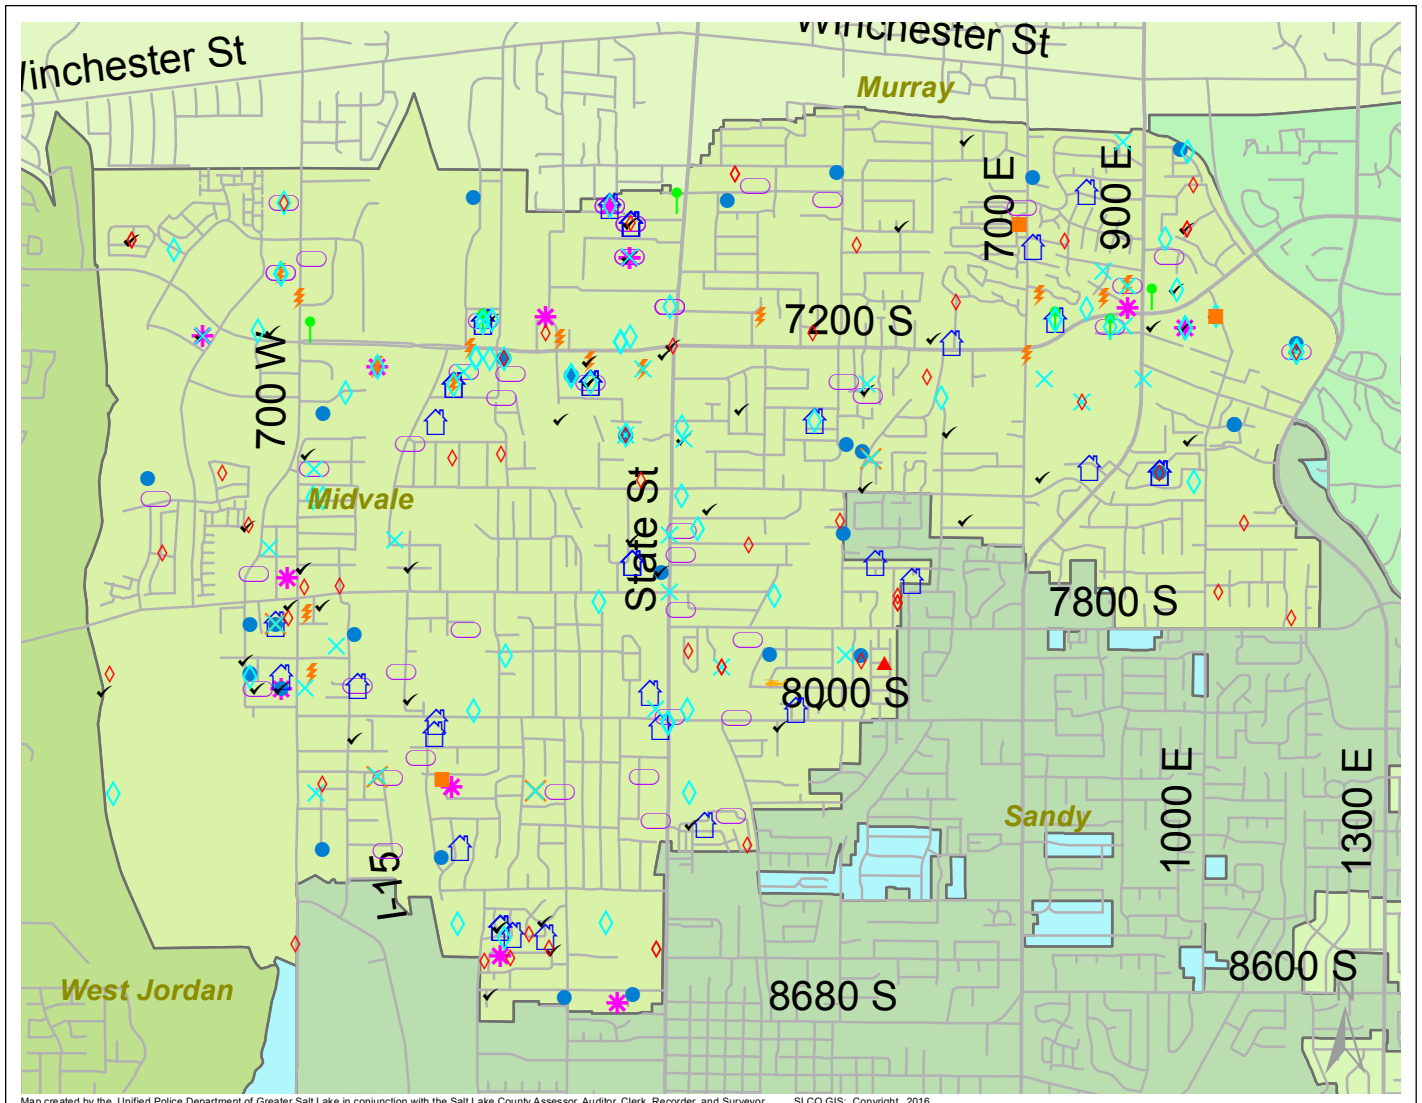 Winchester St
/inchester St
Murray
700 E
900 E
7200 S
700 W
Midvale
State St
7800 S
8000 S
1000 E
1300 E
Sandy
I-15
8600 S
West Jordan
8680 S
Map created by the Unified Police Department of Greater Salt Lake in conjunction with the Salt Lake County Assessor, Auditor, Clerk, Recorder, and Surveyor. SLCO GIS: Copyright, 2016